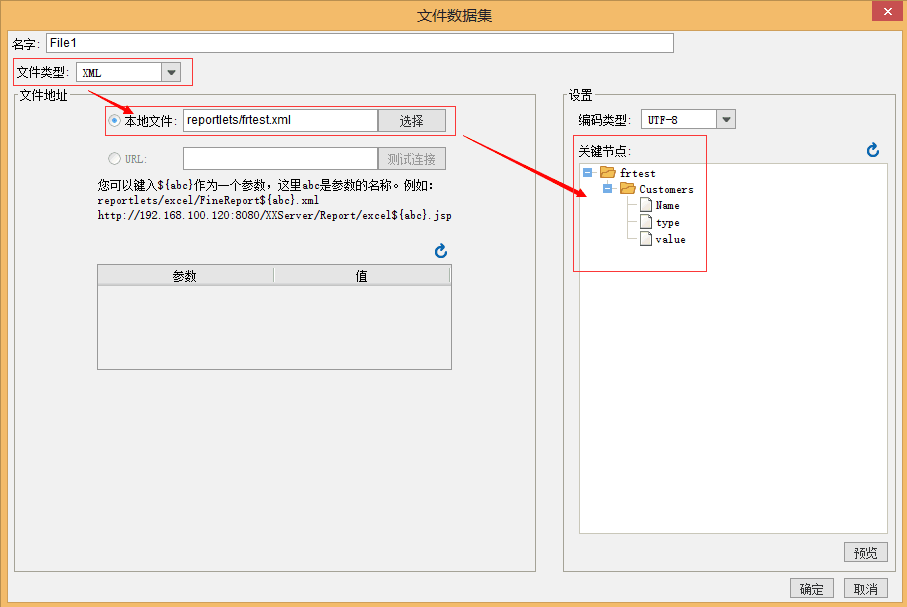 文件数据集
名字: File1
文件类型: XML
文件地址
本地文件: reportlets/frtest.xml 选择
URL: 测试连接
您可以键入${abc}作为一个参数，这里abc是参数的名称。例如:
reportlets/excel/FineReport${abc}.xml
http://192.168.100.120:8080/XXServer/Report/excel${abc}.jsp
参数 值
设置
编码类型: UTF-8
关键节点:
frtest
Customers
Name
type
value
预览
确定 取消